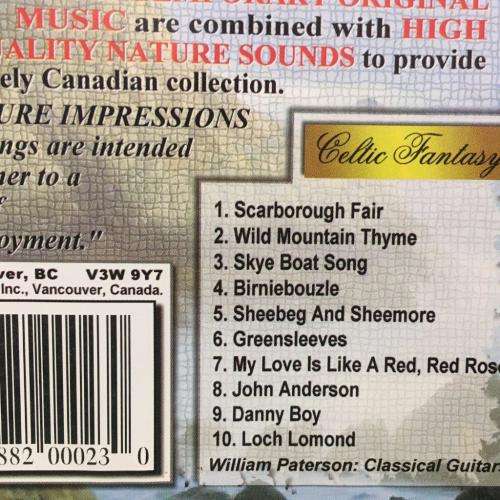 MUSIC are combined with HIGH
QUALITY NATURE SOUNDS to provide
Canadian collection.
IMPRESSIONS
are intended
to a
Celtic Fantasy
1. Scarborough Fair
2. Wild Mountain Thyme
3. Skye Boat Song
4. Birniebouzle
5. Sheebeg And Sheemore
6. Greensleeves
7. My Love Is Like A Red, Red Rose
8. John Anderson
9. Danny Boy
10. Loch Lomond
William Paterson: Classical Guitar
BC V3W 9Y7
Inc., Vancouver, Canada.
882 00023 0